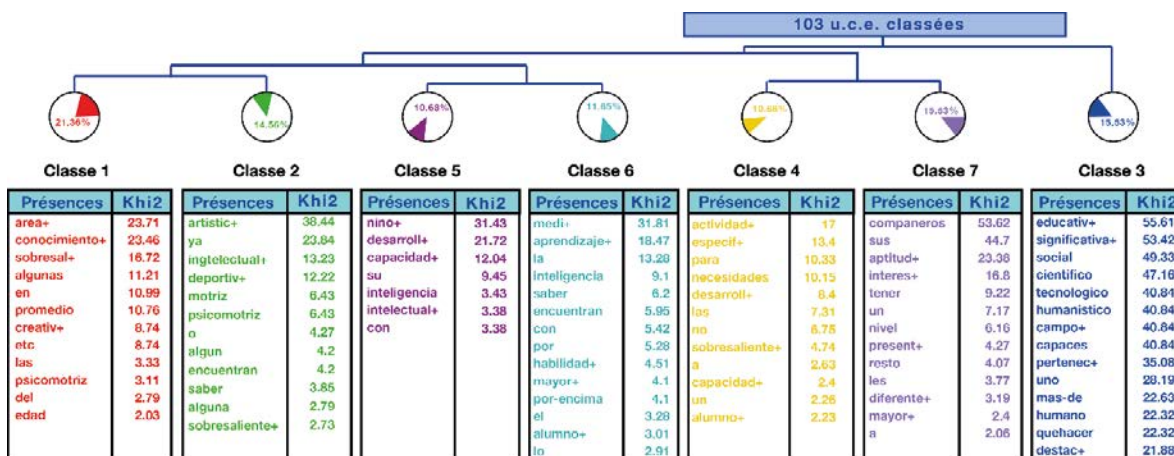 103 u.c.e. classées
21.36%
14.56%
10.68%
11.65%
10.68%
15.53%
15.53%
Classe 1
Classe 2
Classe 5
Classe 6
Classe 4
Classe 7
Classe 3
Présences Khi2
area+ 23.71
conocimiento+ 23.46
sobresal+ 16.72
algunas 11.21
en 10.99
promedio 10.76
creativ+ 8.74
etc 8.74
las 3.33
psicomotriz 3.11
del 2.79
edad 2.03
Présences Khi2
artistic+ 38.44
ya 23.84
ingtelectual+ 13.23
deportiv+ 12.22
motriz 6.43
psicomotriz 6.43
o 4.27
algun 4.2
encuentran 4.2
saber 3.85
alguna 2.79
sobresaliente+ 2.73
Présences Khi2
nino+ 31.43
desarroll+ 21.72
capacidad+ 12.04
su 9.45
inteligencia 3.43
intelectual+ 3.38
con 3.38
Présences Khi2
medi+ 31.81
aprendizaje+ 18.47
la 13.28
inteligencia 9.1
saber 6.2
encuentran 5.95
con 5.42
por 5.28
habilidad+ 4.51
mayor+ 4.1
por-encima 4.1
el 3.28
alumno+ 3.01
lo 2.91
Présences Khi2
actividad+ 17
especif+ 13.4
para 10.33
necesidades 10.15
desarroll+ 8.4
las 7.31
no 6.75
sobresaliente+ 4.74
a 2.63
capacidad+ 2.4
un 2.26
alumno+ 2.23
Présences Khi2
companeros 53.62
sus 44.7
aptitud+ 23.38
interes+ 16.8
tener 9.22
un 7.17
nivel 6.16
present+ 4.27
resto 4.07
les 3.77
diferente+ 3.19
mayor+ 2.4
a 2.06
Présences Khi2
educativ+ 55.61
significativa+ 53.42
social 49.33
cientifico 47.16
tecnologico 40.84
humanistico 40.84
campo+ 40.84
capaces 40.84
pertenec+ 35.08
uno 28.19
mas-de 22.63
humano 22.32
quehacer 22.32
destac+ 21.88